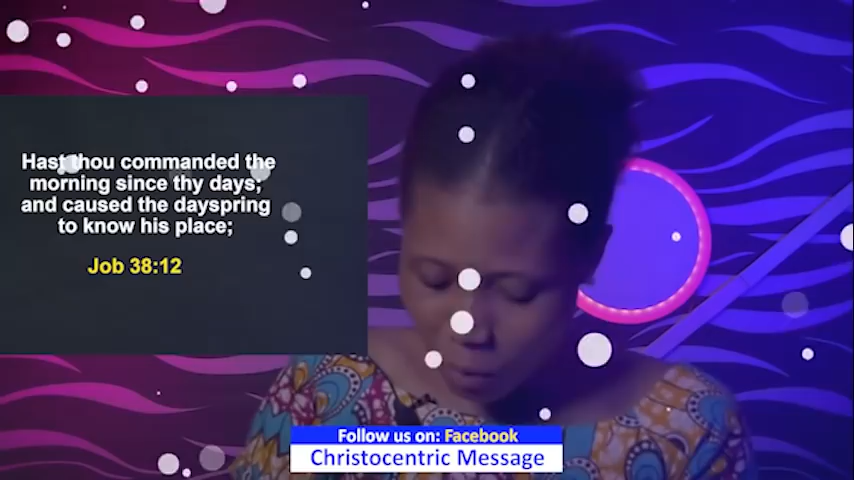 Hast thou commanded the
morning since thy days;
and caused the dayspring
to know his place;
Job 38:12
Follow us on: Facebook
Christocentric Message